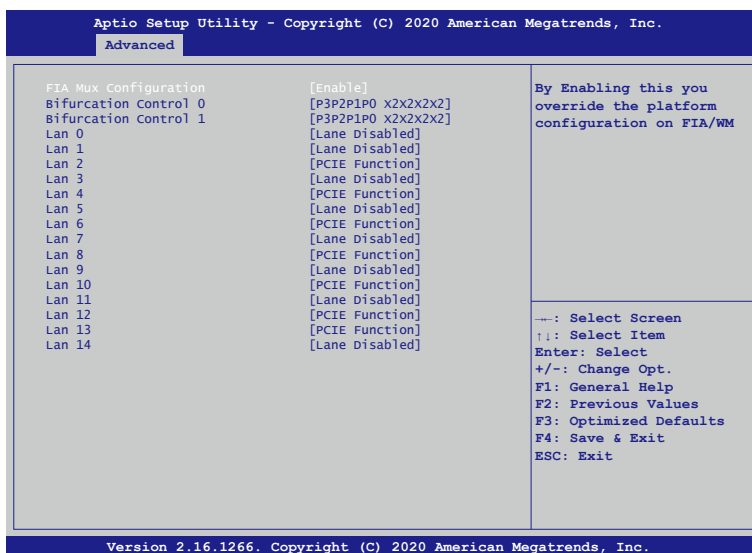 Aptio Setup Utility - Copyright (C) 2020 American Megatrends, Inc.
Advanced
FIA Mux Configuration [Enable]
Bifurcation Control 0 [P3P2P1P0 X2X2X2X2]
Bifurcation Control 1 [P3P2P1P0 X2X2X2X2]
Lan 0 [Lane Disabled]
Lan 1 [Lane Disabled]
Lan 2 [PCIE Function]
Lan 3 [Lane Disabled]
Lan 4 [PCIE Function]
Lan 5 [Lane Disabled]
Lan 6 [PCIE Function]
Lan 7 [Lane Disabled]
Lan 8 [PCIE Function]
Lan 9 [Lane Disabled]
Lan 10 [PCIE Function]
Lan 11 [Lane Disabled]
Lan 12 [PCIE Function]
Lan 13 [PCIE Function]
Lan 14 [Lane Disabled]
By Enabling this you
override the platform
configuration on FIA/WM
→←: Select Screen
↑↓: Select Item
Enter: Select
+/-: Change Opt.
F1: General Help
F2: Previous Values
F3: Optimized Defaults
F4: Save & Exit
ESC: Exit
Version 2.16.1266. Copyright (C) 2020 American Megatrends, Inc.